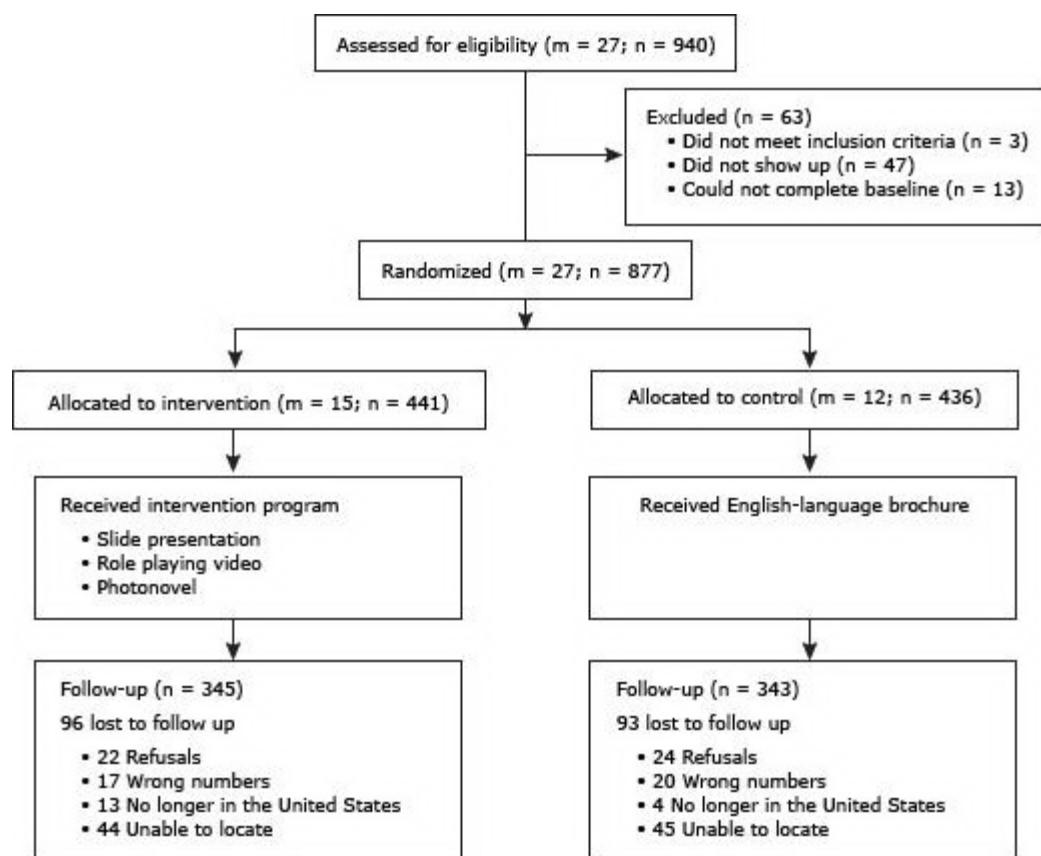 Assessed for eligibility (m = 27; n = 940)
Excluded (n = 63)
▪ Did not meet inclusion criteria (n = 3)
▪ Did not show up (n = 47)
▪ Could not complete baseline (n = 13)
Randomized (m = 27; n = 877)
Allocated to intervention (m = 15; n = 441)
Allocated to control (m = 12; n = 436)
Received intervention program
▪ Slide presentation
▪ Role playing video
▪ Photonovel
Received English-language brochure
Follow-up (n = 345)
96 lost to follow up
▪ 22 Refusals
▪ 17 Wrong numbers
▪ 13 No longer in the United States
▪ 44 Unable to locate
Follow-up (n = 343)
93 lost to follow up
▪ 24 Refusals
▪ 20 Wrong numbers
▪ 4 No longer in the United States
▪ 45 Unable to locate